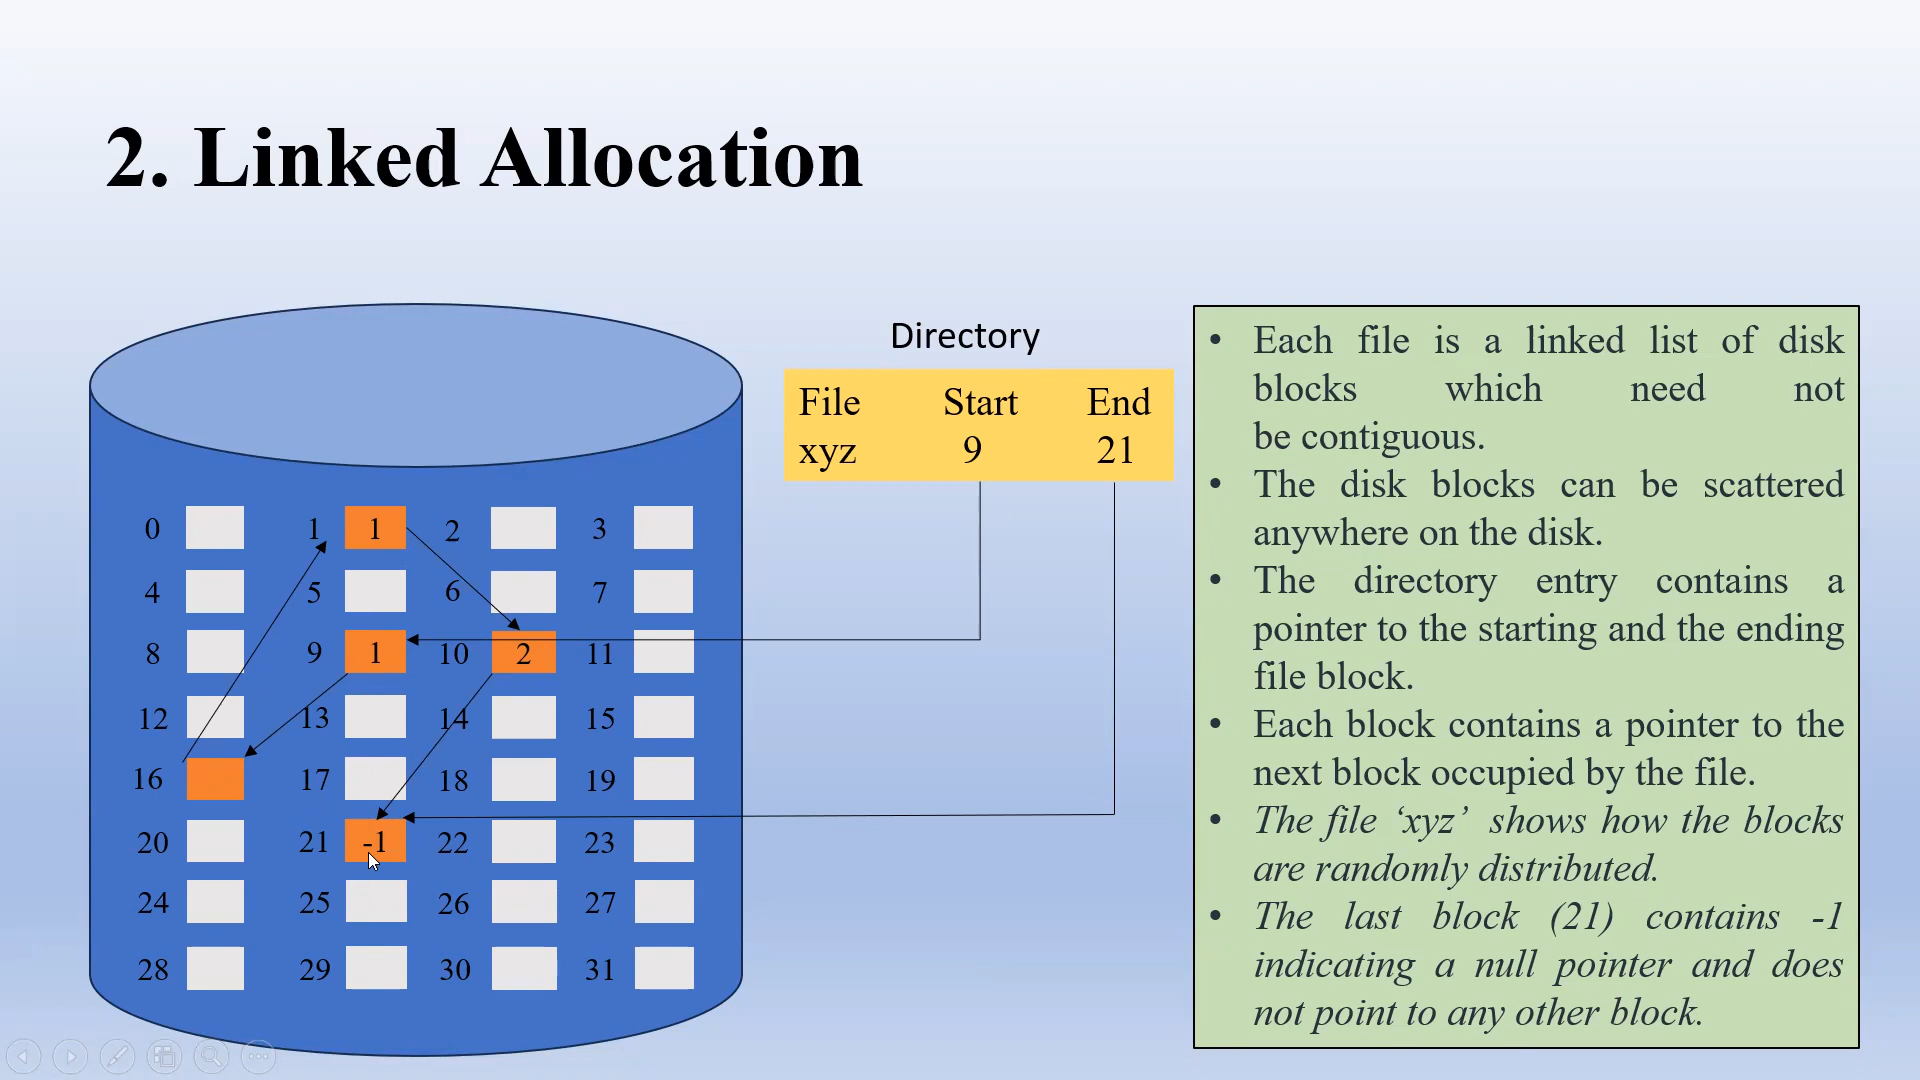 2. Linked Allocation
Directory
File Start End
xyz 9 21
0 1 1 2 3
4 5 6 7
8 9 1 10 2 11
12 13 14 15
16 17 18 19
20 21 -1 22 23
24 25 26 27
28 29 30 31
• Each file is a linked list of disk
blocks which need not
be contiguous.
• The disk blocks can be scattered
anywhere on the disk.
• The directory entry contains a
pointer to the starting and the ending
file block.
• Each block contains a pointer to the
next block occupied by the file.
• The file ‘xyz’ shows how the blocks
are randomly distributed.
• The last block (21) contains -1
indicating a null pointer and does
not point to any other block.